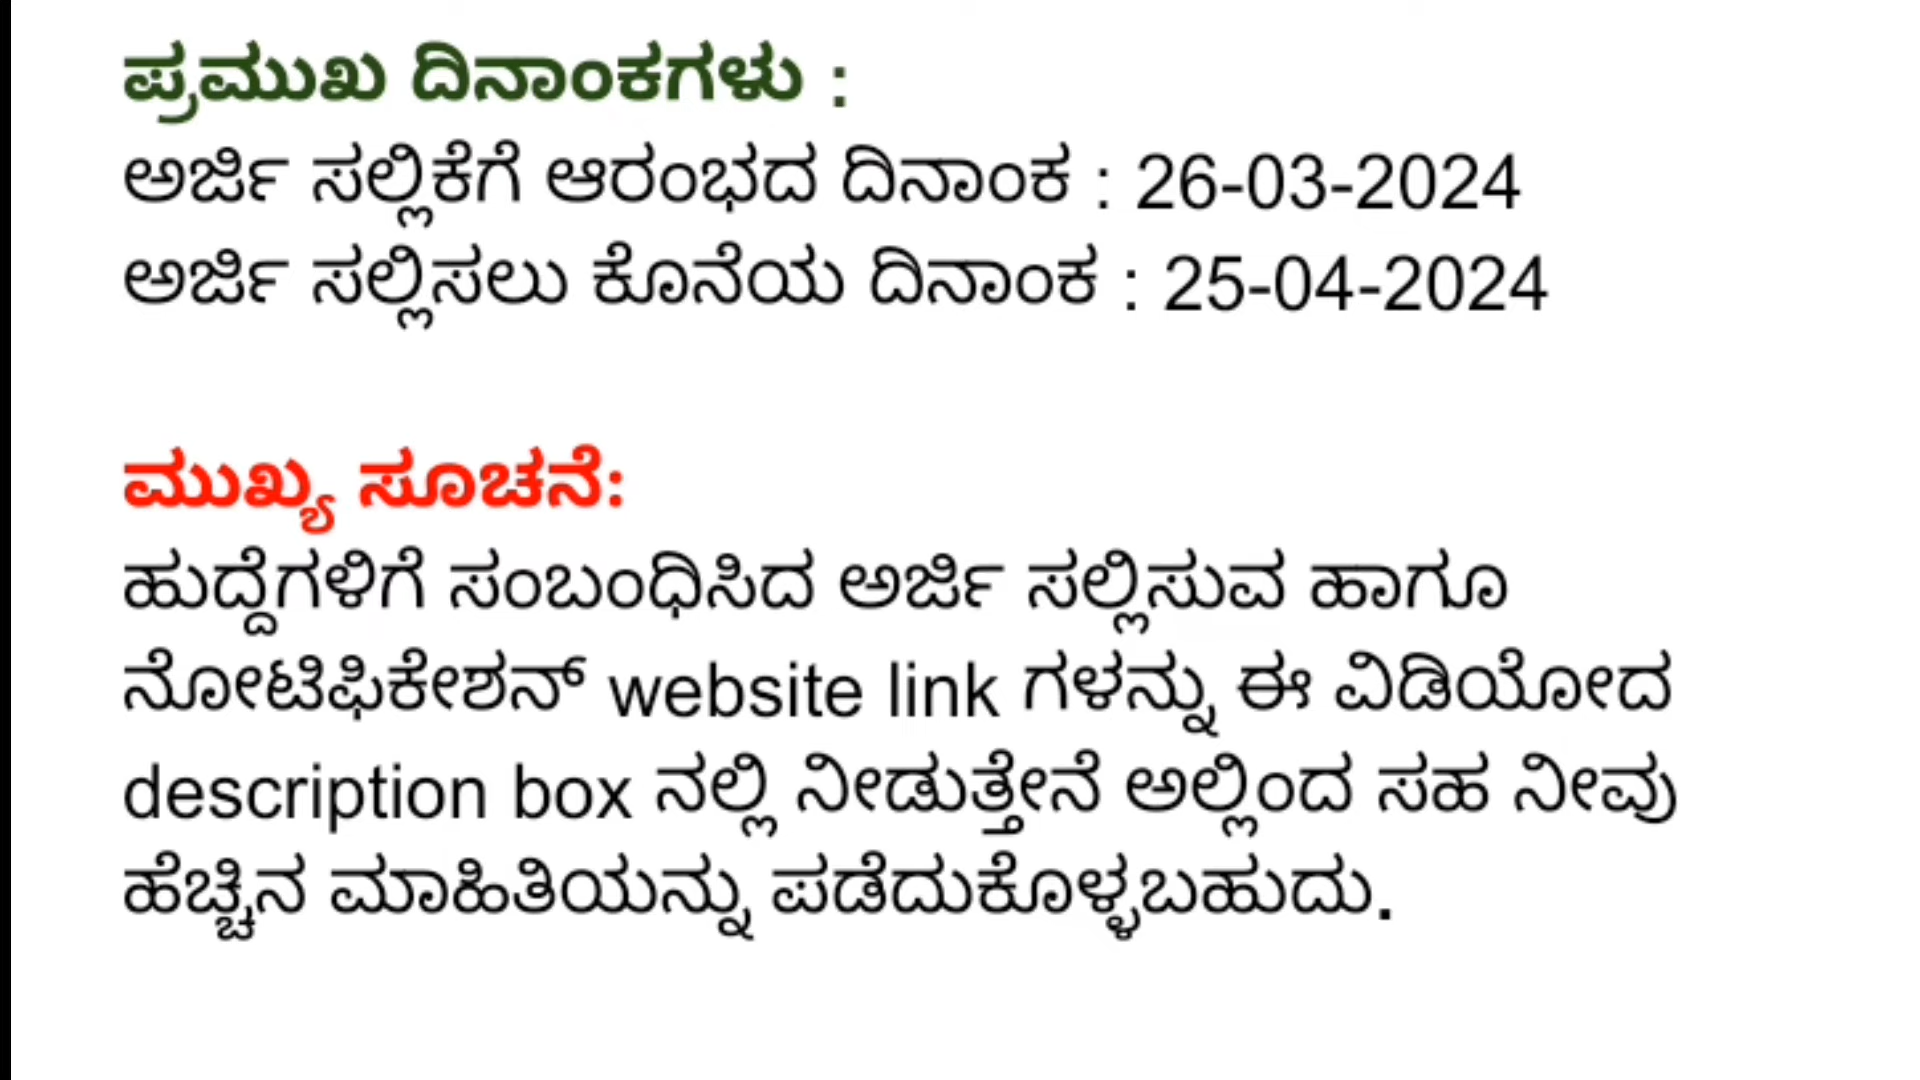 ಪ್ರಮುಖ ದಿನಾಂಕಗಳು :
ಅರ್ಜಿ ಸಲ್ಲಿಕೆಗೆ ಆರಂಭದ ದಿನಾಂಕ : 26-03-2024
ಅರ್ಜಿ ಸಲ್ಲಿಸಲು ಕೊನೆಯ ದಿನಾಂಕ : 25-04-2024
ಮುಖ್ಯ ಸೂಚನೆ:
ಹುದ್ದೆಗಳಿಗೆ ಸಂಬಂಧಿಸಿದ ಅರ್ಜಿ ಸಲ್ಲಿಸುವ ಹಾಗೂ
ನೋಟಿಫಿಕೇಶನ್ website link ಗಳನ್ನು ಈ ವಿಡಿಯೋದ
description box ನಲ್ಲಿ ನೀಡುತ್ತೇನೆ ಅಲ್ಲಿಂದ ಸಹ ನೀವು
ಹೆಚ್ಚಿನ ಮಾಹಿತಿಯನ್ನು ಪಡೆದುಕೊಳ್ಳಬಹುದು.